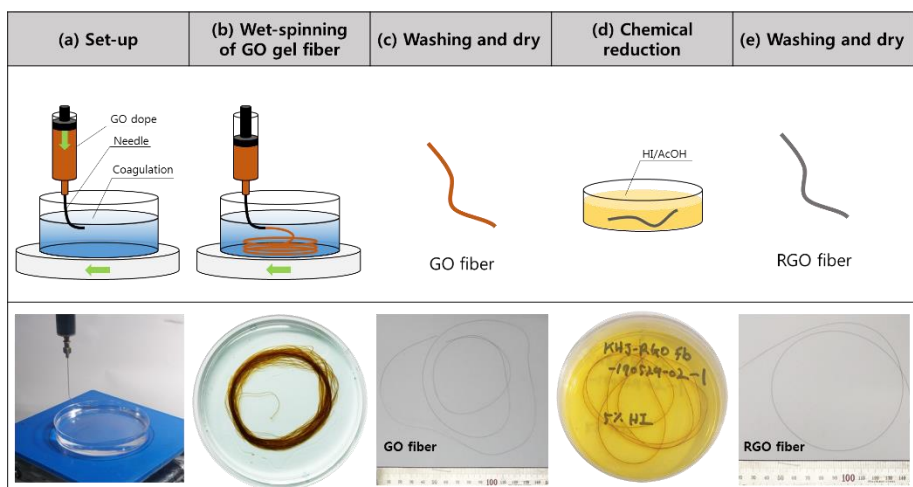 (a) Set-up
(b) Wet-spinning
of GO gel fiber
(c) Washing and dry
(d) Chemical
reduction
(e) Washing and dry
GO dope
Needle
Coagulation
HI/AcOH
GO fiber
RGO fiber
GO fiber
100
KHJ-RGO fb
-190529-02-1
5% HI
RGO fiber
100